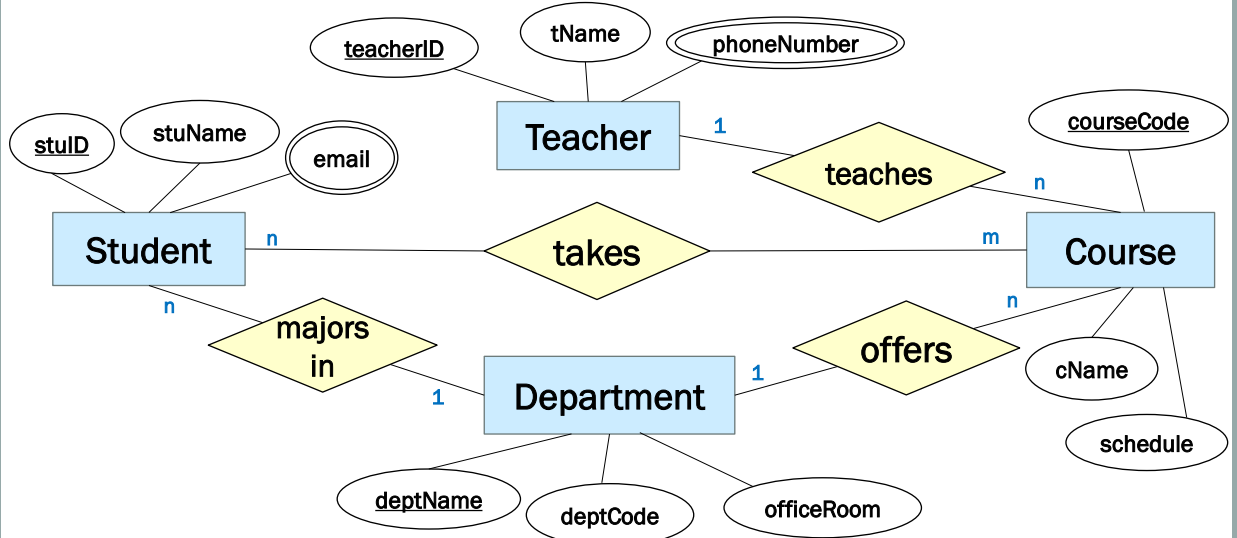 tName
teacherID
phoneNumber
stuID
stuName
email
Teacher
1
teaches
n
courseCode
Student
n
takes
m
Course
n
majors
in
1
Department
1
offers
n
cName
schedule
deptName
deptCode
officeRoom